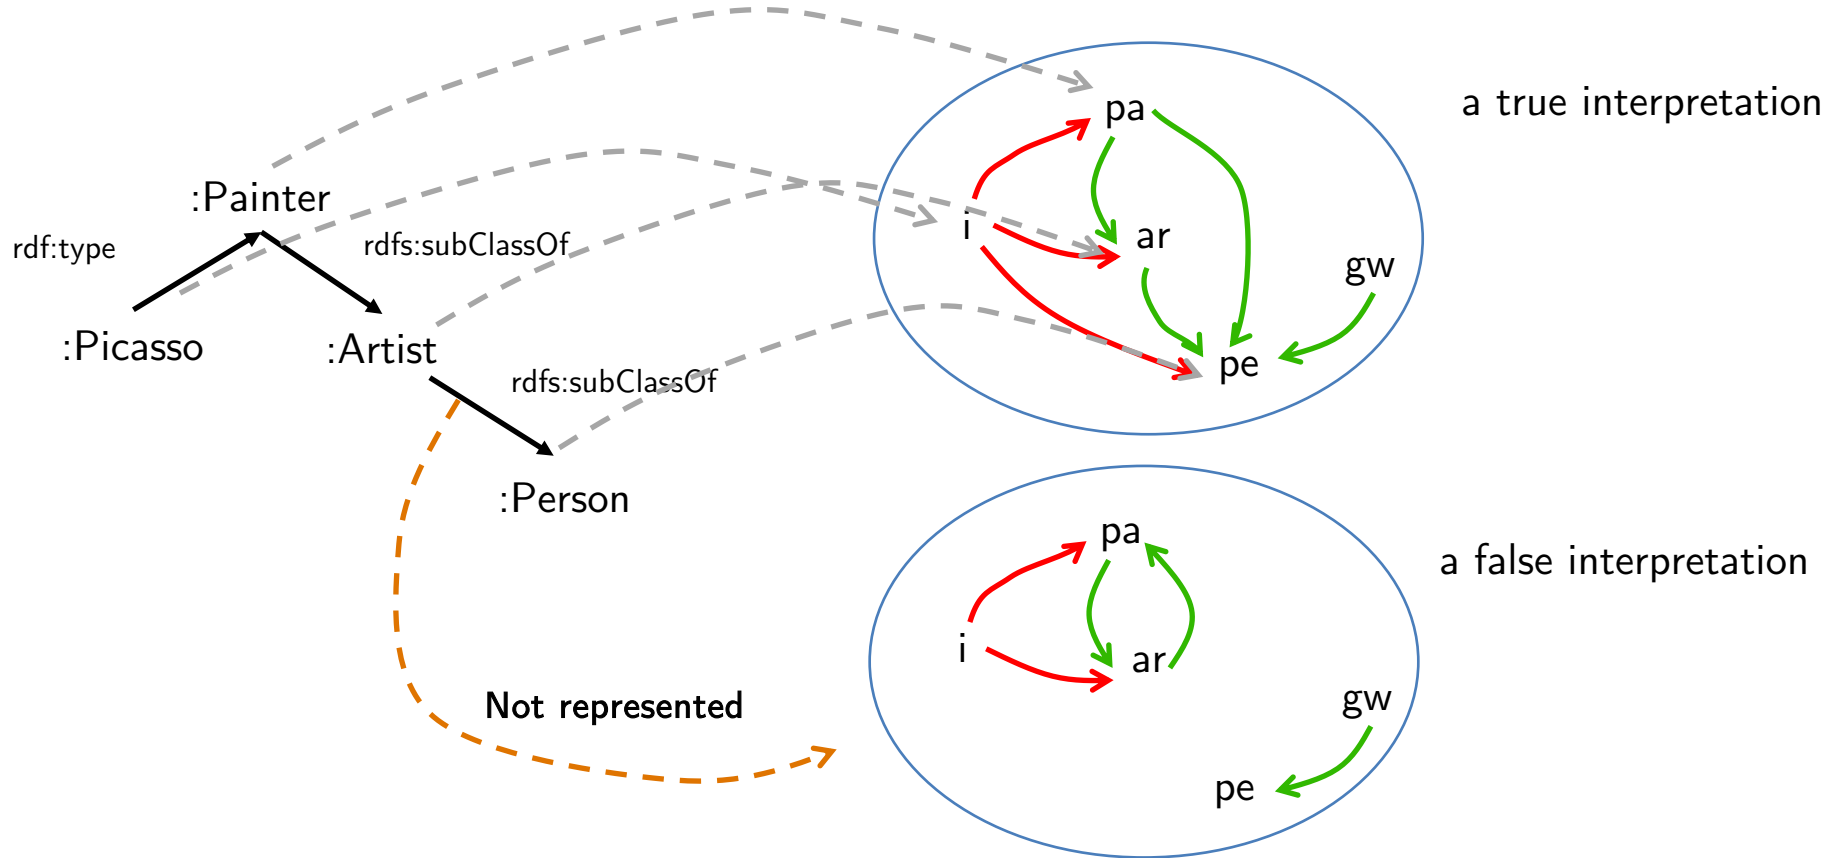 pa
a true interpretation
:Painter
rdf:type
rdfs:subClassOf
i
ar
gw
:Picasso
:Artist
pe
rdfs:subClassOf
:Person
pa
a false interpretation
i
ar
Not represented
gw
pe